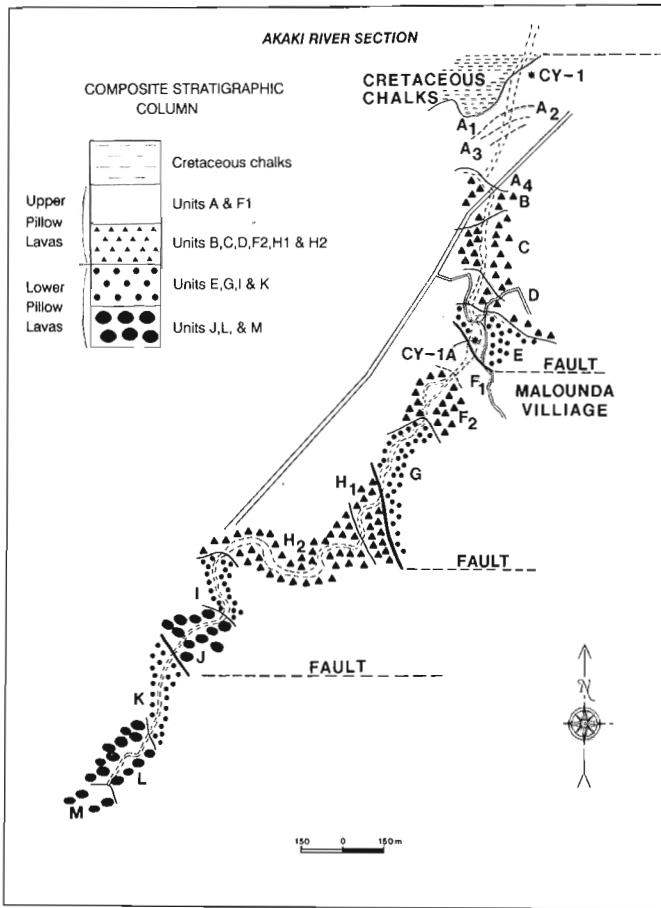 AKAKI RIVER SECTION
COMPOSITE STRATIGRAPHIC
COLUMN
Cretaceous chalks
Upper
Pillow
Lavas
Units A & F1
Units B,C,D,F2,H1 & H2
Lower
Pillow
Lavas
Units E,G,I & K
Units J,L, & M
CRETACEOUS
CHALKS
CY-1
A1
A2
A3
A4
B
C
D
E
CY-1A
FAULT
F1
MALOUNDA
VILLIAGE
F2
G
H1
H2
FAULT
I
J
FAULT
K
L
M
N
150 0 150m